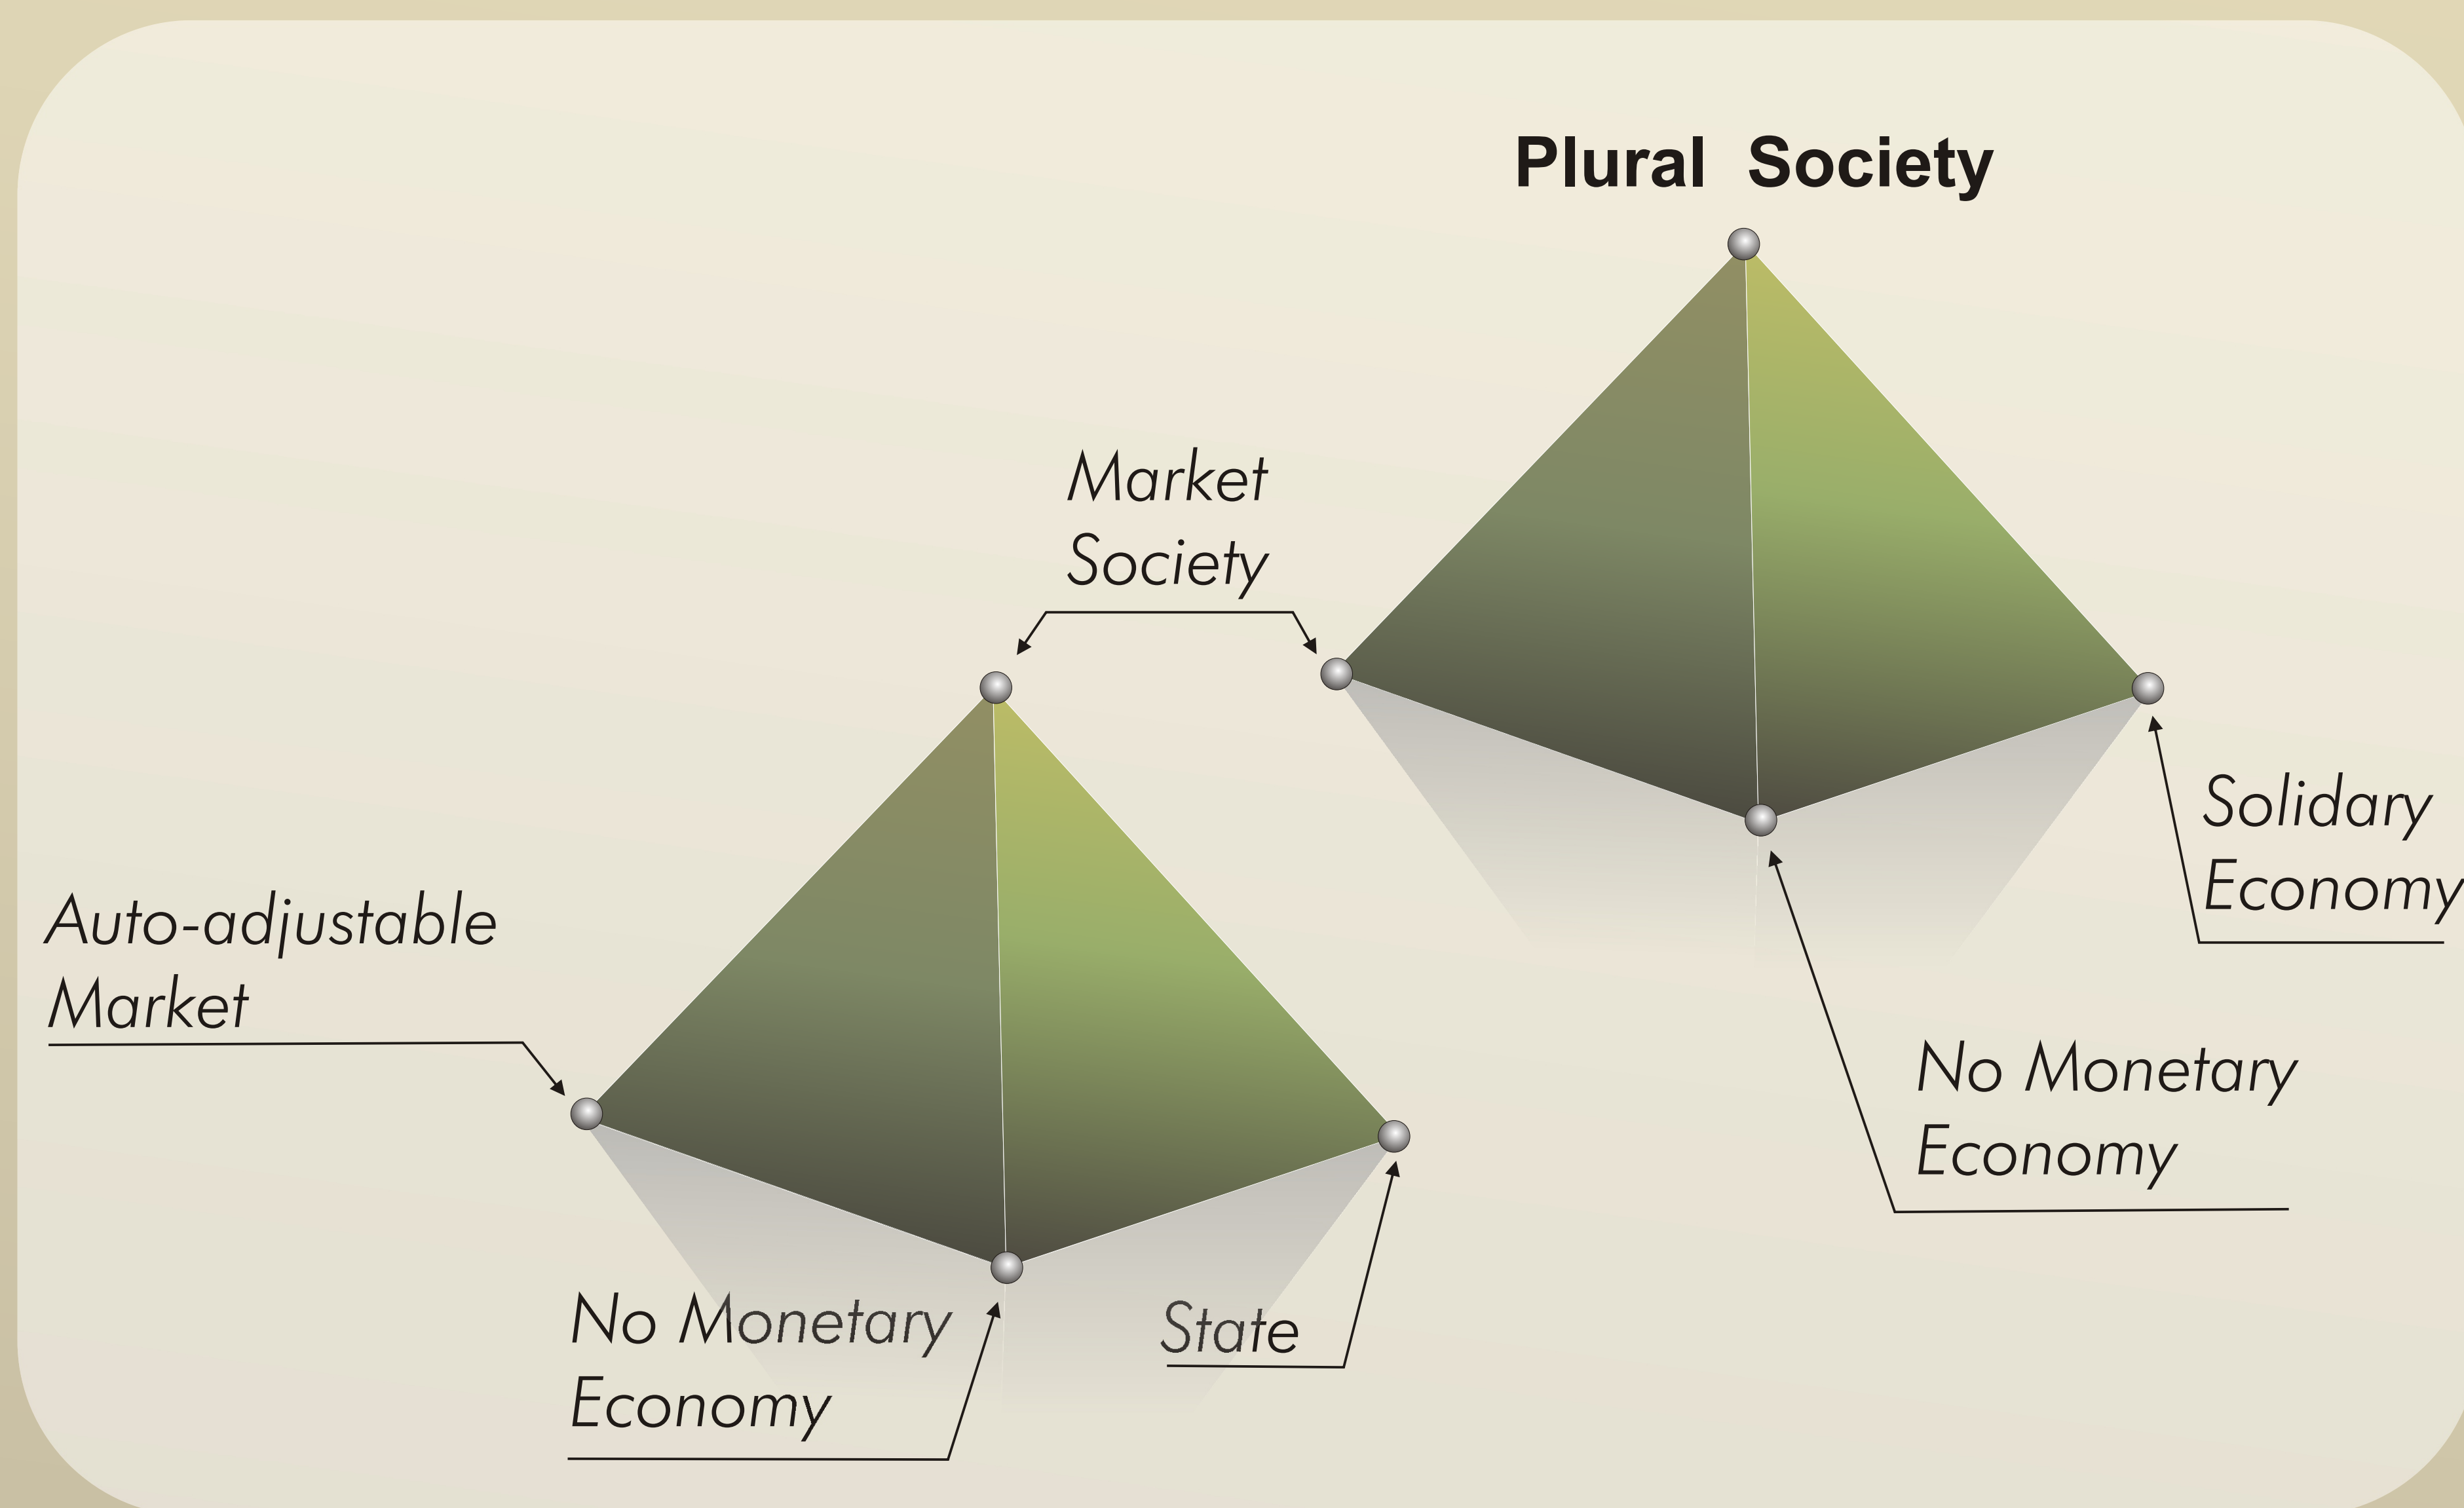 Plural Society
Market
Society
Solidary
Economy
Auto-adjustable
Market
No Monetary
Economy
No Monetary
Economy
State